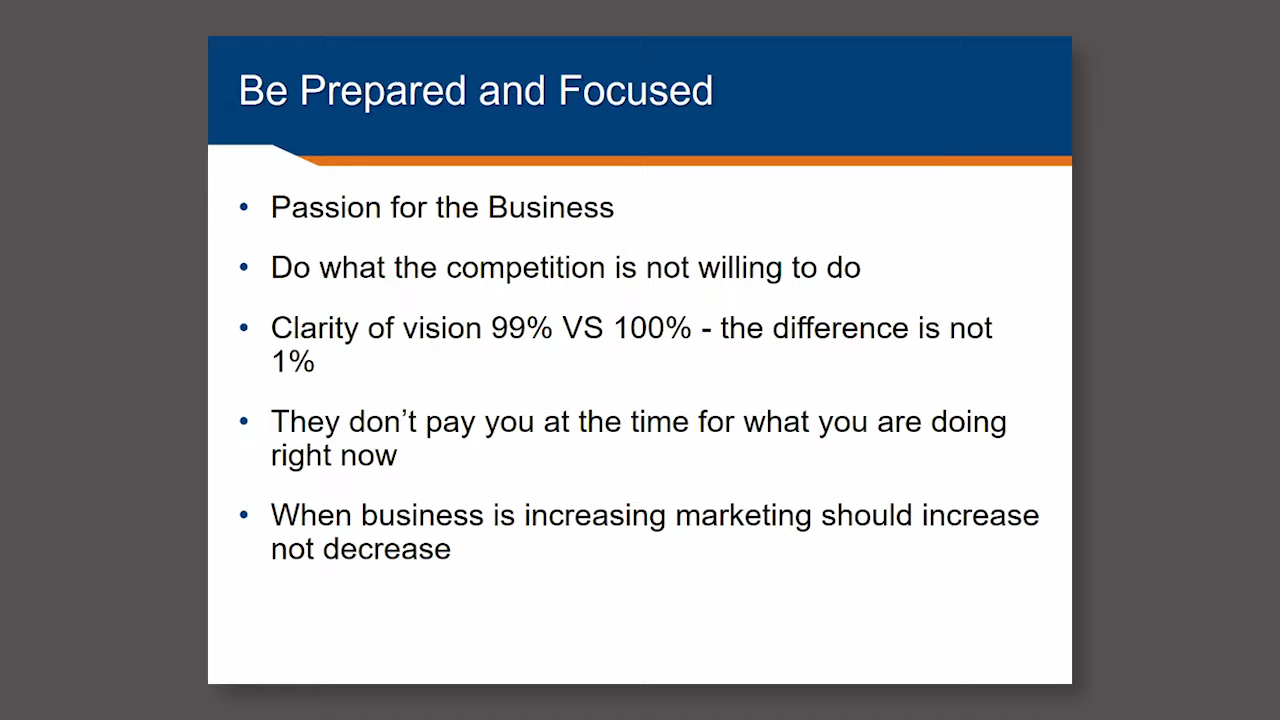 Be Prepared and Focused
• Passion for the Business
• Do what the competition is not willing to do
• Clarity of vision 99% VS 100% - the difference is not
1%
• They don’t pay you at the time for what you are doing
right now
• When business is increasing marketing should increase
not decrease